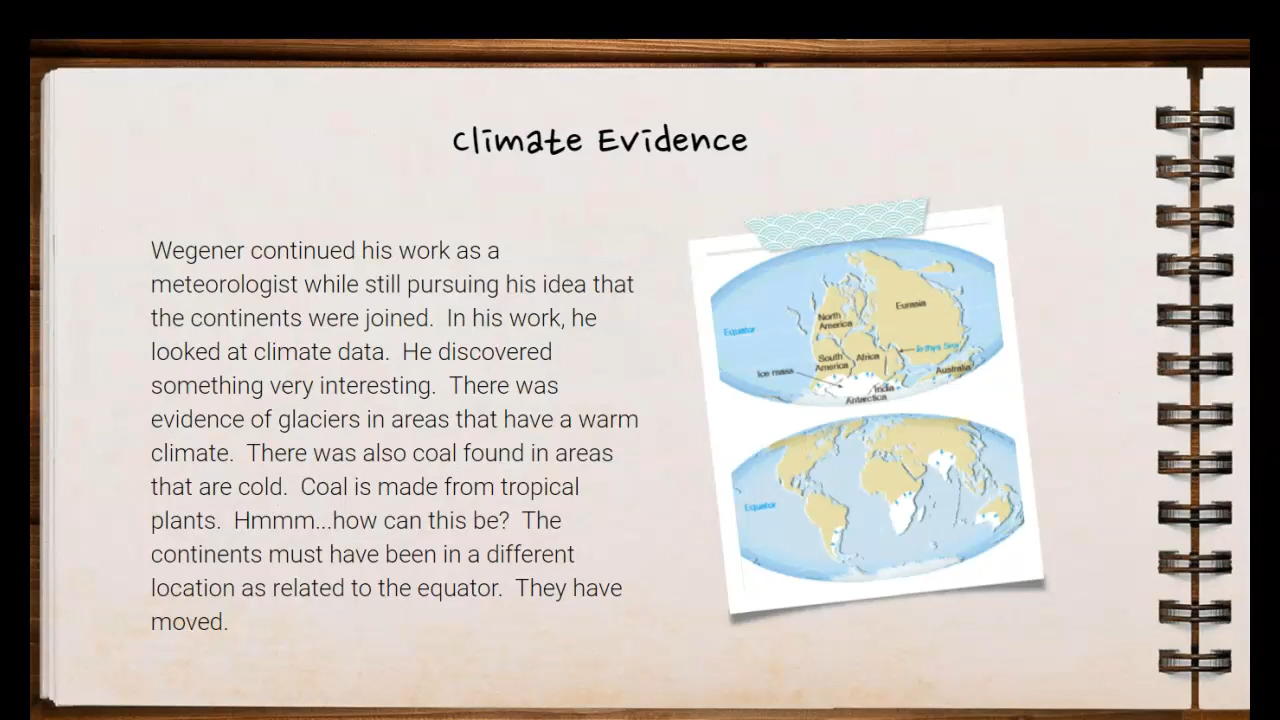 Climate Evidence
Wegener continued his work as a
meteorologist while still pursuing his idea that
the continents were joined.  In his work, he
looked at climate data.  He discovered
something very interesting.  There was
evidence of glaciers in areas that have a warm
climate.  There was also coal found in areas
that are cold.  Coal is made from tropical
plants.  Hmmm...how can this be?  The
continents must have been in a different
location as related to the equator.  They have
moved.
Eurasia
North
America
Equator
Tethys Sea
South
America
Africa
Ice mass
Australia
India
Antarctica
Equator